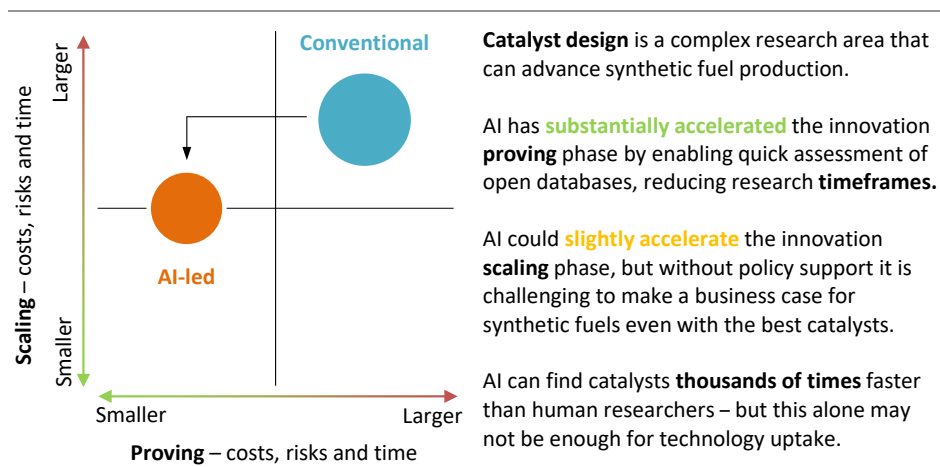 Conventional
AI-led
Larger
Smaller
Scaling – costs, risks and time
Smaller
Larger
Proving – costs, risks and time
Catalyst design is a complex research area that
can advance synthetic fuel production.
AI has substantially accelerated the innovation
proving phase by enabling quick assessment of
open databases, reducing research timeframes.
AI could slightly accelerate the innovation
scaling phase, but without policy support it is
challenging to make a business case for
synthetic fuels even with the best catalysts.
AI can find catalysts thousands of times faster
than human researchers – but this alone may
not be enough for technology uptake.